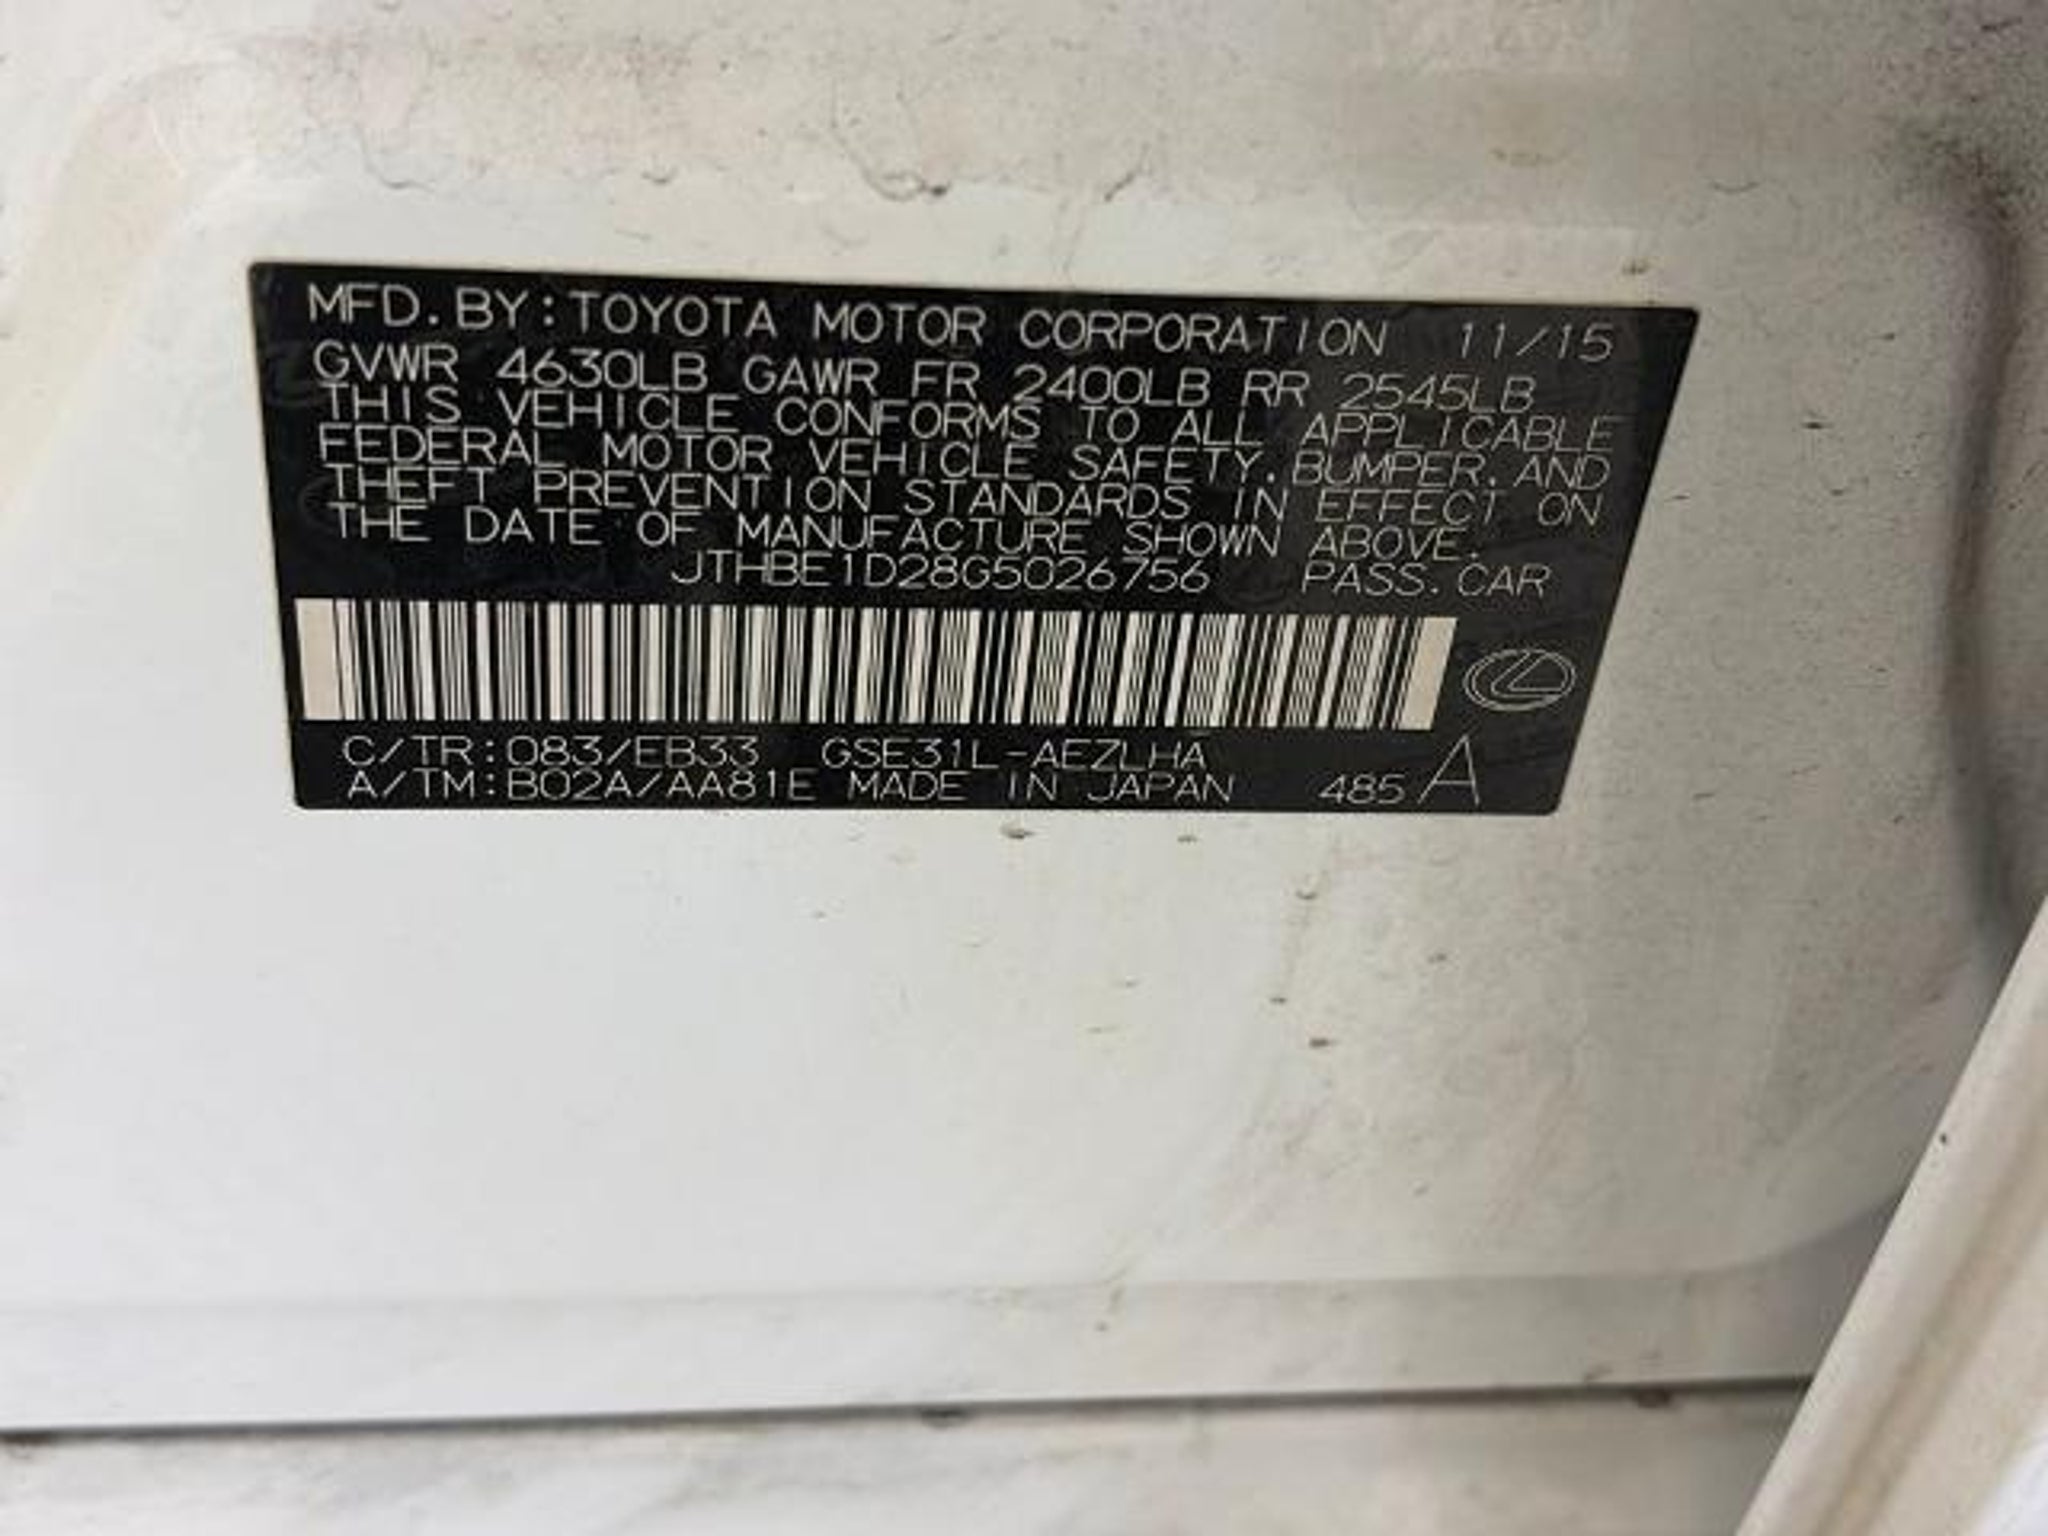 MFD. BY: TOYOTA MOTOR CORPORATION 11/15
GVWR 4630LB GAWR FR 2400LB RR 2545LB
THIS VEHICLE CONFORMS TO ALL APPLICABLE
FEDERAL MOTOR VEHICLE SAFETY. BUMPER. AND
THEFT PREVENTION STANDARDS IN EFFECT ON
THE DATE OF MANUFACTURE SHOWN ABOVE.
JTHBE1D28G5026756 PASS. CAR
C/TR:083/EB33 GSE31L-AEZLHA
A/TM:B02A/AA81E MADE IN JAPAN 485 A